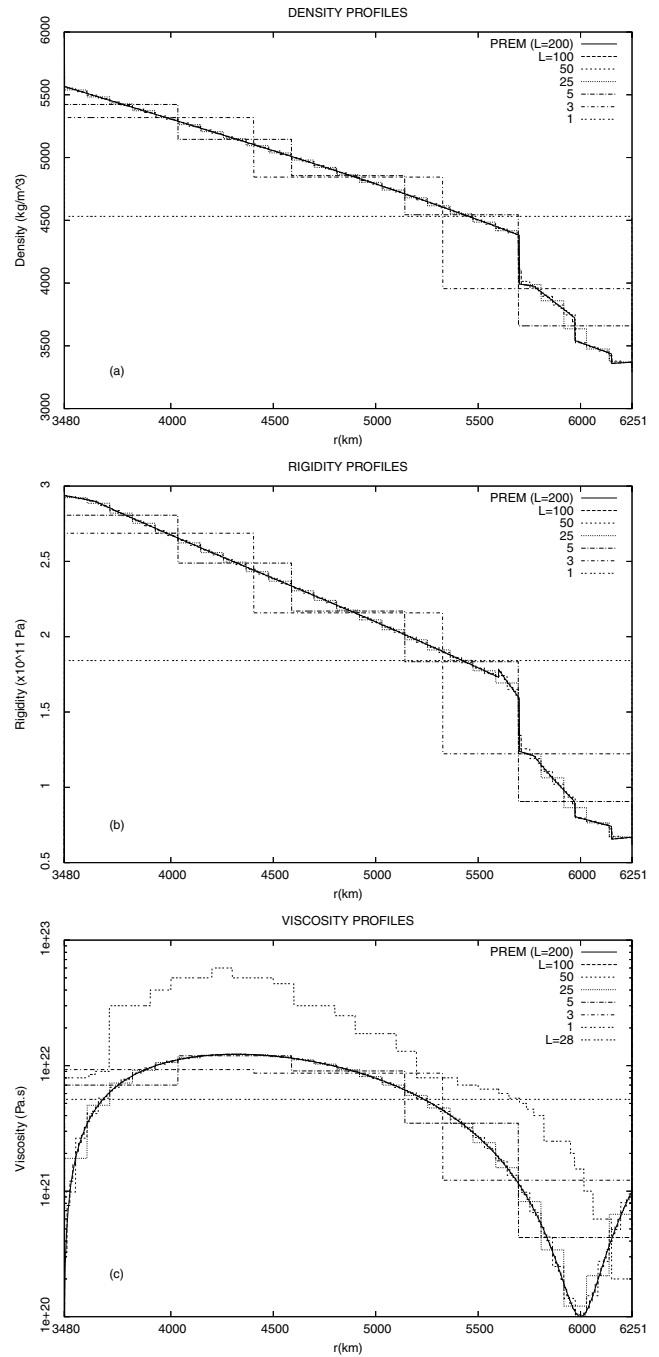 DENSITY PROFILES
6000
5500
5000
4500
4000
3500
3000
Density (kg/m^3)
PREM (L=200)
L=100
50
25
5
3
1
(a)
3480
4000
4500
5000
5500
6000
6251
r(km)
RIGIDITY PROFILES
3
2.5
2
1.5
1
0.5
Rigidity (x10^11 Pa)
PREM (L=200)
L=100
50
25
5
3
1
(b)
3480
4000
4500
5000
5500
6000
6251
r(km)
VISCOSITY PROFILES
1e+23
1e+22
1e+21
1e+20
Viscosity (Pa.s)
PREM (L=200)
L=100
50
25
5
3
1
L=28
(c)
3480
4000
4500
5000
5500
6000
6251
r(km)